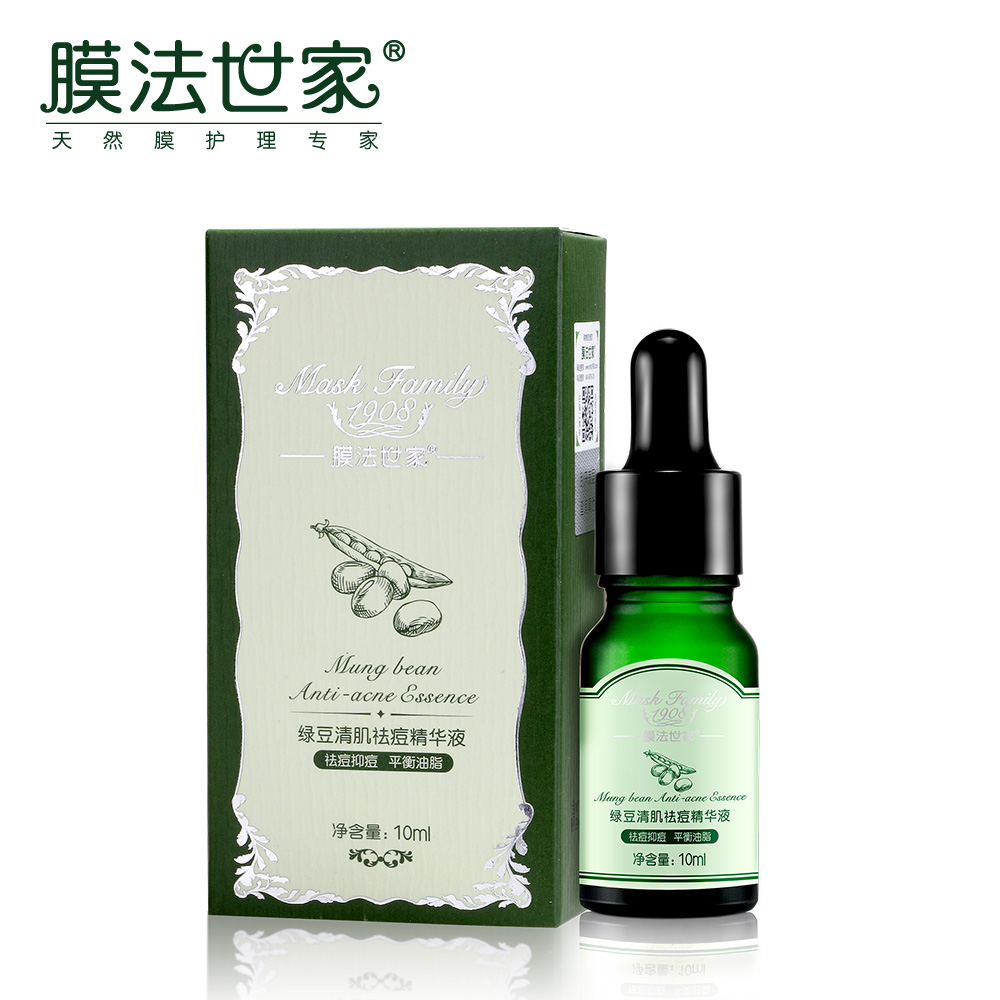 膜法世家®
天然膜护理专家
Mask Family
1908
膜法世家®
Mung bean
Anti-acne Essence
绿豆清肌祛痘精华液
祛痘抑痘 平衡油脂
净含量：10ml
膜法世家
Mask Family
1908
膜法世家
Mung bean Anti-acne Essence
绿豆清肌祛痘精华液
祛痘抑痘 平衡油脂
净含量：10ml